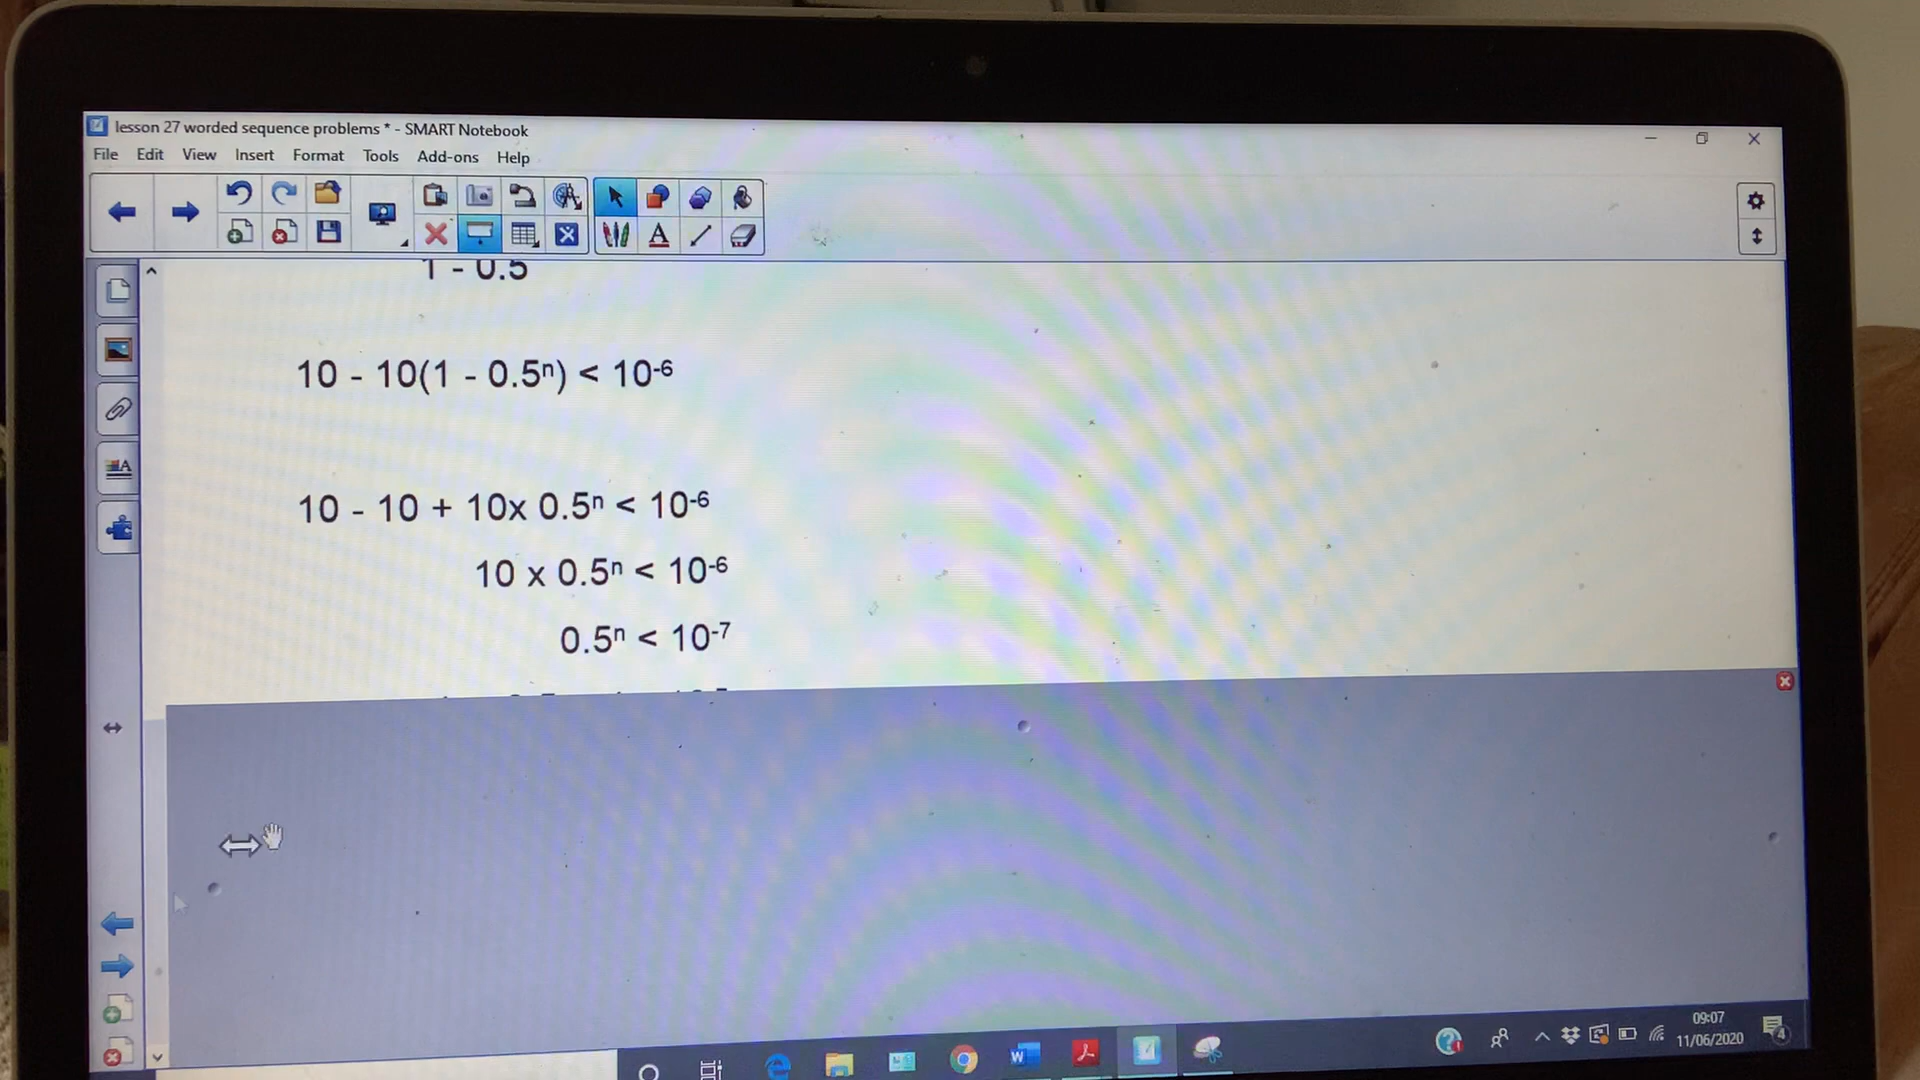 lesson 27 worded sequence problems * - SMART Notebook
File Edit View Insert Format Tools Add-ons Help
1 - 0.5
10 - 10(1 - 0.5ⁿ) < 10⁻⁶
10 - 10 + 10x 0.5ⁿ < 10⁻⁶
10 x 0.5ⁿ < 10⁻⁶
0.5ⁿ < 10⁻⁷
09:07
11/06/2020
4